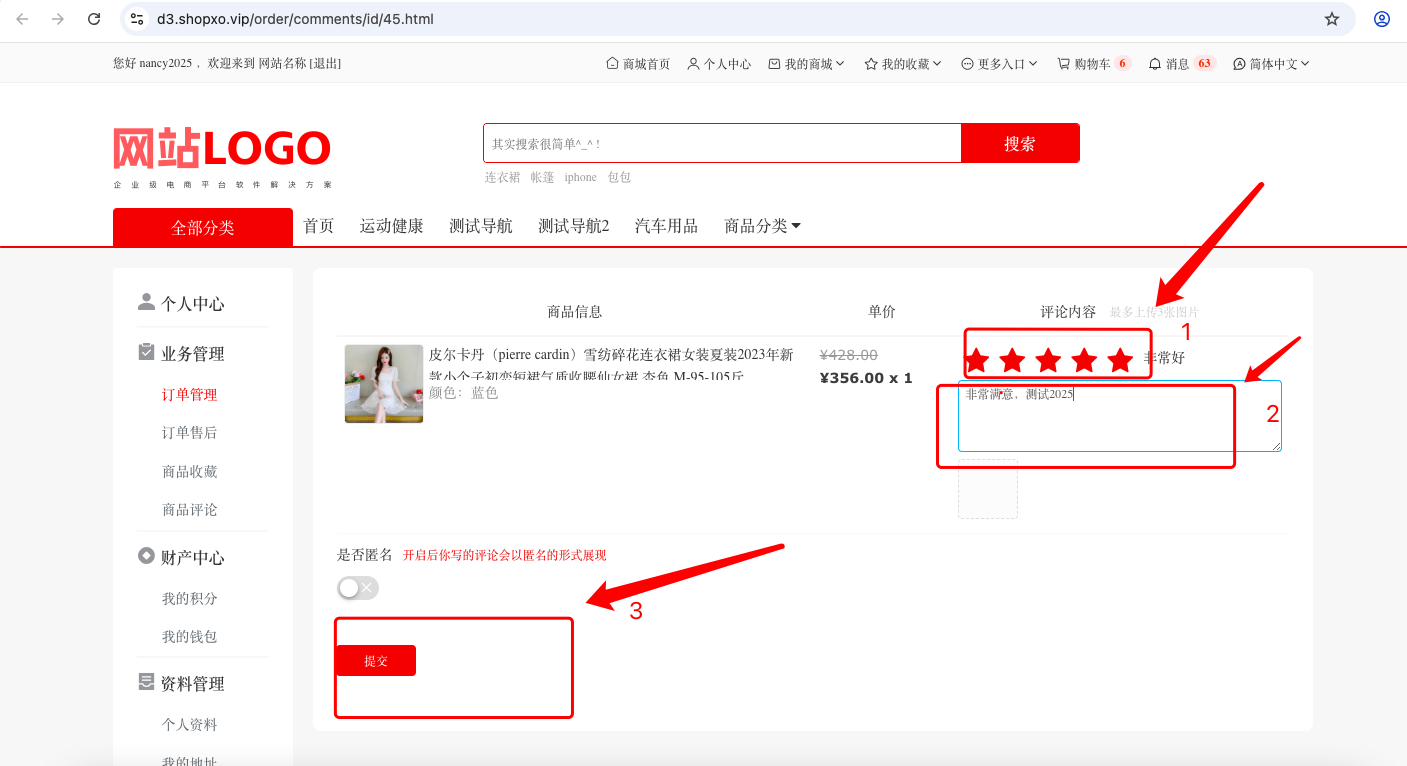 d3.shopxo.vip/order/comments/id/45.html
您好 nancy2025 ，欢迎来到 网站名称 [退出]
商城首页 个人中心 我的商城 我的收藏 更多入口 购物车 6 消息 63 简体中文
网站LOGO
企业级电商平台软件解决方案
其实搜索很简单^_^！
搜索
连衣裙 帐篷 iphone 包包
全部分类 首页 运动健康 测试导航 测试导航2 汽车用品 商品分类
个人中心
业务管理
订单管理
订单售后
商品收藏
商品评论
财产中心
我的积分
我的钱包
资料管理
个人资料
我的地址
商品信息 单价 评论内容 最多上传3张图片
1
皮尔卡丹（pierre cardin）雪纺碎花连衣裙女装夏装2023年新
款小个子初恋短裙气质收腰仙女裙 杏色 M-95-105斤
颜色：蓝色
¥428.00
¥356.00 x 1
非常好
非常满意，测试2025
2
是否匿名 开启后你写的评论会以匿名的形式展现
3
提交